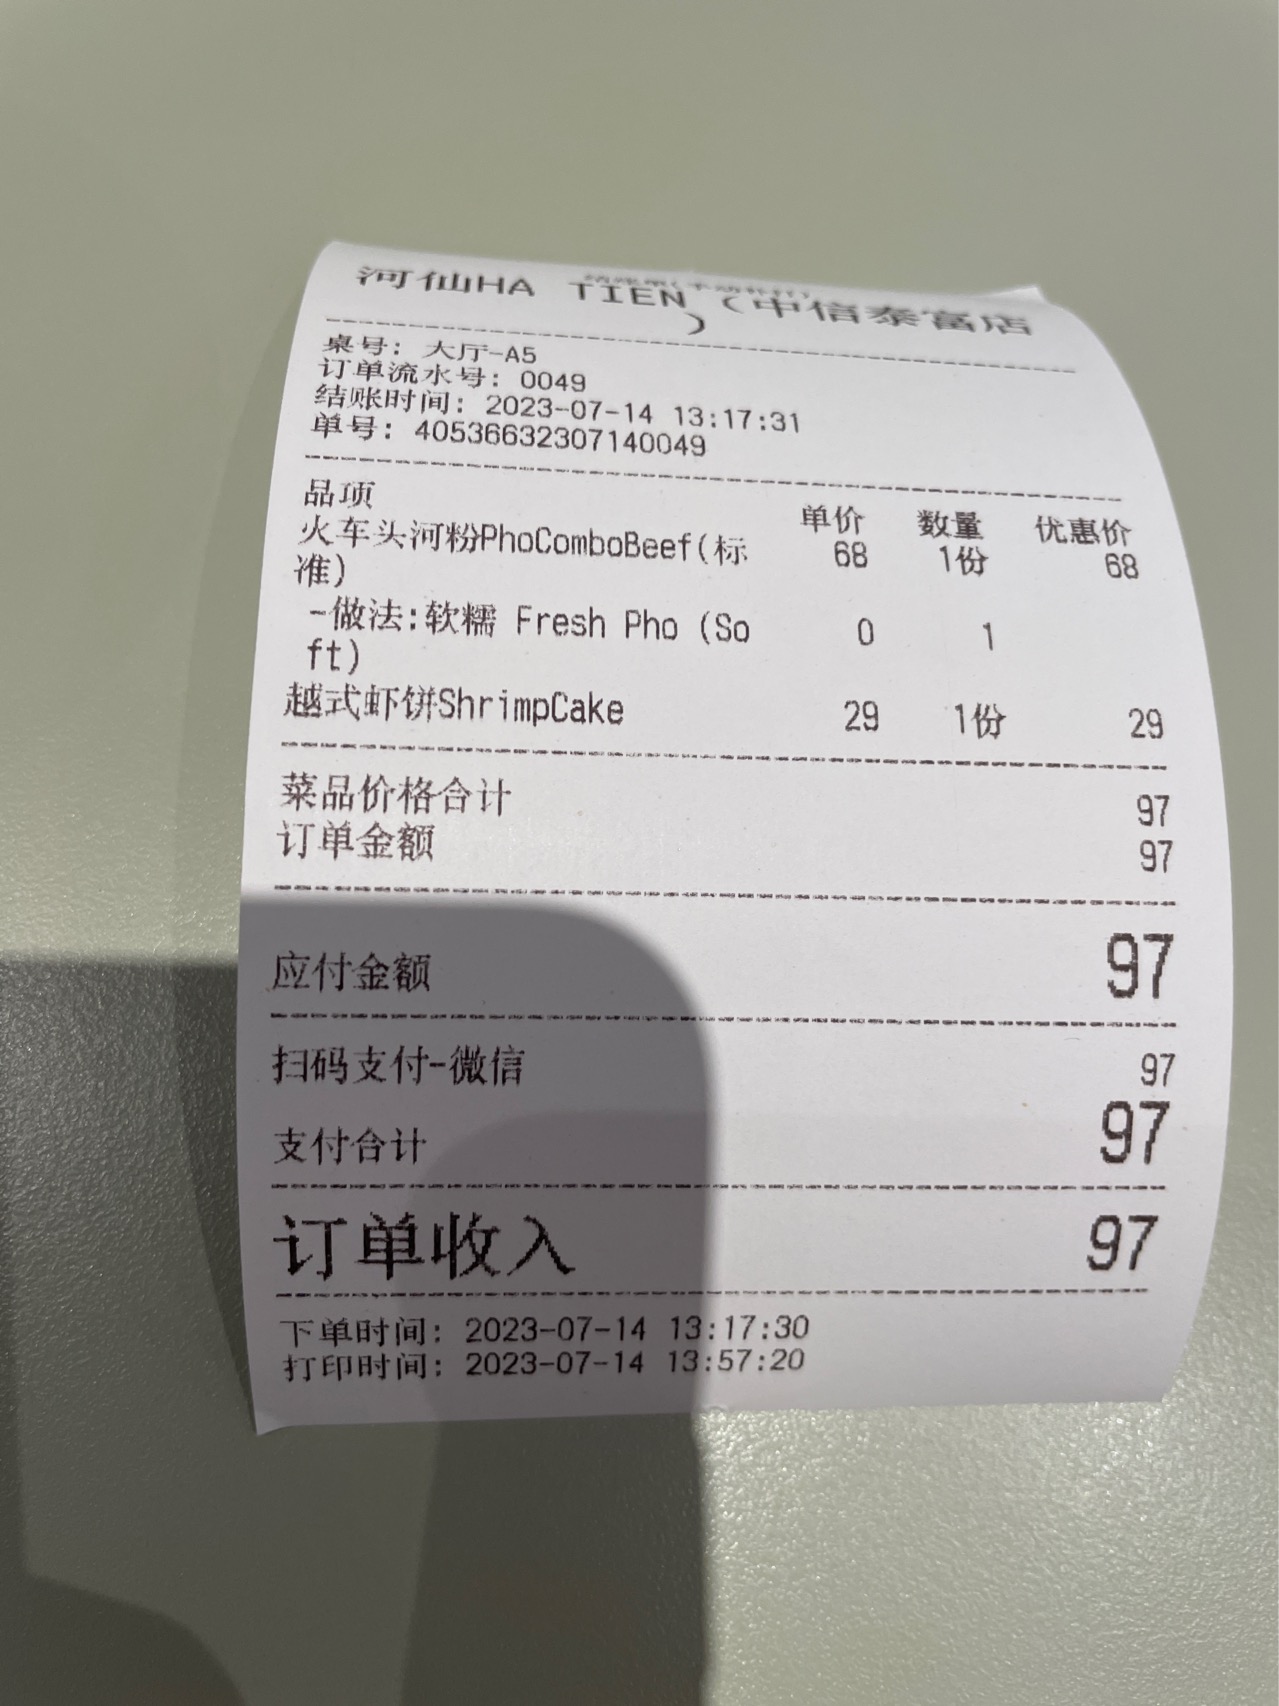 河仙HA TIEN (中信泰富店
)
桌号: 大厅-A5
订单流水号: 0049
结账时间: 2023-07-14 13:17:31
单号: 40536632307140049
品项 单价 数量 优惠价
火车头河粉PhoComboBeef(标 68 1份 68
准)
-做法:软糯 Fresh Pho (So 0 1
ft)
越式虾饼ShrimpCake 29 1份 29
菜品价格合计 97
订单金额 97
应付金额 97
扫码支付-微信 97
支付合计 97
订单收入 97
下单时间: 2023-07-14 13:17:30
打印时间: 2023-07-14 13:57:20